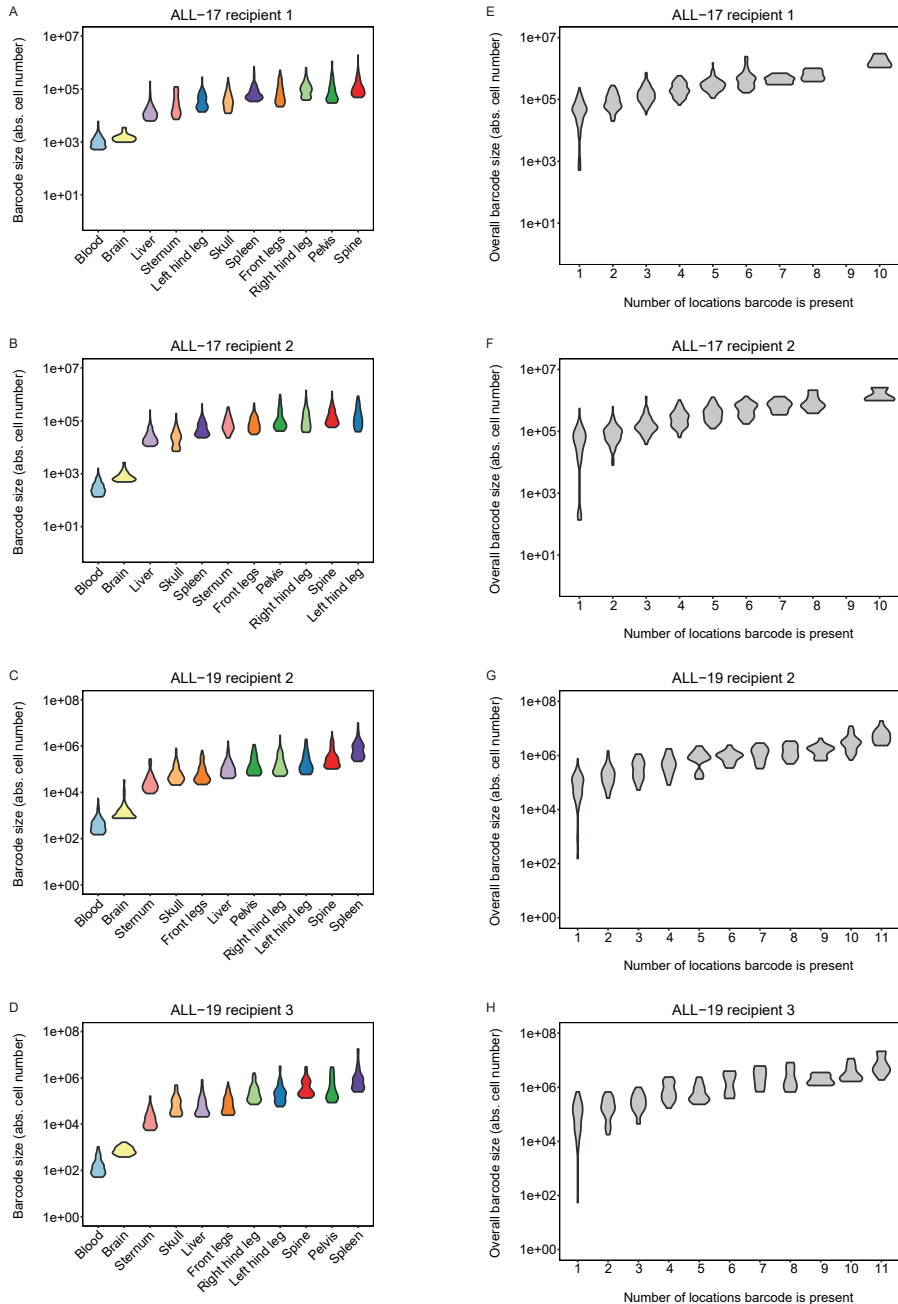 A
ALL−17 recipient 1
Barcode size (abs. cell number)
1e+07
1e+05
1e+03
1e+01
Blood
Brain
Liver
Sternum
Left hind leg
Skull
Spleen
Front legs
Right hind leg
Pelvis
Spine
E
ALL−17 recipient 1
Overall barcode size (abs. cell number)
1e+07
1e+05
1e+03
1e+01
1 2 3 4 5 6 7 8 9 10
Number of locations barcode is present
B
ALL−17 recipient 2
Barcode size (abs. cell number)
1e+07
1e+05
1e+03
1e+01
Blood
Brain
Liver
Skull
Spleen
Sternum
Front legs
Pelvis
Right hind leg
Spine
Left hind leg
F
ALL−17 recipient 2
Overall barcode size (abs. cell number)
1e+07
1e+05
1e+03
1e+01
1 2 3 4 5 6 7 8 9 10
Number of locations barcode is present
C
ALL−19 recipient 2
Barcode size (abs. cell number)
1e+08
1e+06
1e+04
1e+02
1e+00
Blood
Brain
Sternum
Skull
Front legs
Liver
Pelvis
Right hind leg
Left hind leg
Spine
Spleen
G
ALL−19 recipient 2
Overall barcode size (abs. cell number)
1e+08
1e+06
1e+04
1e+02
1e+00
1 2 3 4 5 6 7 8 9 10 11
Number of locations barcode is present
D
ALL−19 recipient 3
Barcode size (abs. cell number)
1e+08
1e+06
1e+04
1e+02
1e+00
Blood
Brain
Sternum
Skull
Liver
Front legs
Right hind leg
Left hind leg
Spine
Pelvis
Spleen
H
ALL−19 recipient 3
Overall barcode size (abs. cell number)
1e+08
1e+06
1e+04
1e+02
1e+00
1 2 3 4 5 6 7 8 9 10 11
Number of locations barcode is present